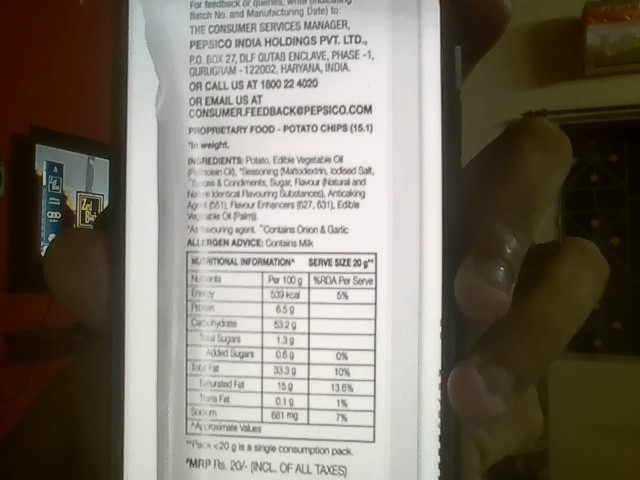 For feedback or queries, write (indicating
Batch No. and Manufacturing Date) to:
THE CONSUMER SERVICES MANAGER,
PEPSICO INDIA HOLDINGS PVT. LTD.,
P.O. BOX 27, DLF QUTAB ENCLAVE, PHASE -1,
GURUGRAM - 122002, HARYANA, INDIA.
OR CALL US AT 1800 22 4020
OR EMAIL US AT
CONSUMER.FEEDBACK@PEPSICO.COM
PROPRIETARY FOOD - POTATO CHIPS (15.1)
*In weight.
INGREDIENTS: Potato, Edible Vegetable Oil
(Palmolein Oil), *Seasoning (Maltodextrin, Iodised Salt,
^Spices & Condiments, Sugar, Flavour (Natural and
Nature Identical Flavouring Substances), Anticaking
Agent (551), Flavour Enhancers (627, 631), Edible
Vegetable Oil (Palm)).
*As flavouring agent. ^Contains Onion & Garlic
ALLERGEN ADVICE: Contains Milk
NUTRITIONAL INFORMATION^ SERVE SIZE 20 g**
Nutrients Per 100 g %RDA Per Serve
Energy 539 kcal 5%
Protein 6.5 g
Carbohydrate 53.2 g
Total Sugars 1.3 g
Added Sugars 0.6 g 0%
Total Fat 33.3 g 10%
Saturated Fat 15 g 13.6%
Trans Fat 0.1 g 1%
Sodium 681 mg 7%
^Approximate Values
**Pack <20 g is a single consumption pack.
*MRP Rs. 20/- (INCL. OF ALL TAXES)